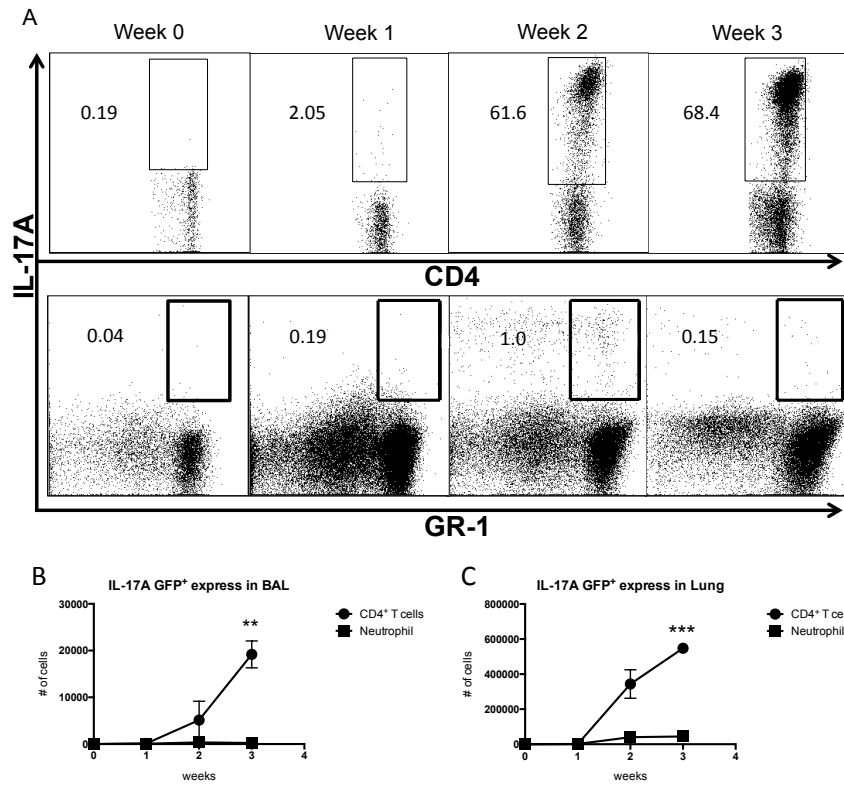 A
Week 0 Week 1 Week 2 Week 3
0.19 2.05 61.6 68.4
IL-17A
CD4
0.04 0.19 1.0 0.15
GR-1
B
IL-17A GFP+ express in BAL
30000
20000
10000
0
# of cells
**
CD4+ T cells
Neutrophil
0 1 2 3 4
weeks
C
IL-17A GFP+ express in Lung
800000
600000
400000
200000
0
# of cells
***
CD4+ T ce
Neutrophil
0 1 2 3 4
weeks